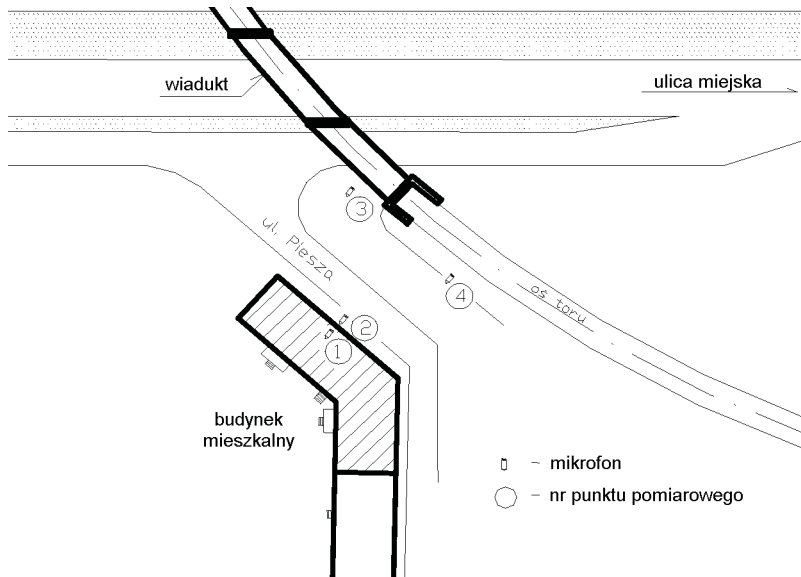 wiadukt
ulica miejska
3
ul. Piesza
4
oś toru
2
1
budynek
mieszkalny
- mikrofon
- nr punktu pomiarowego